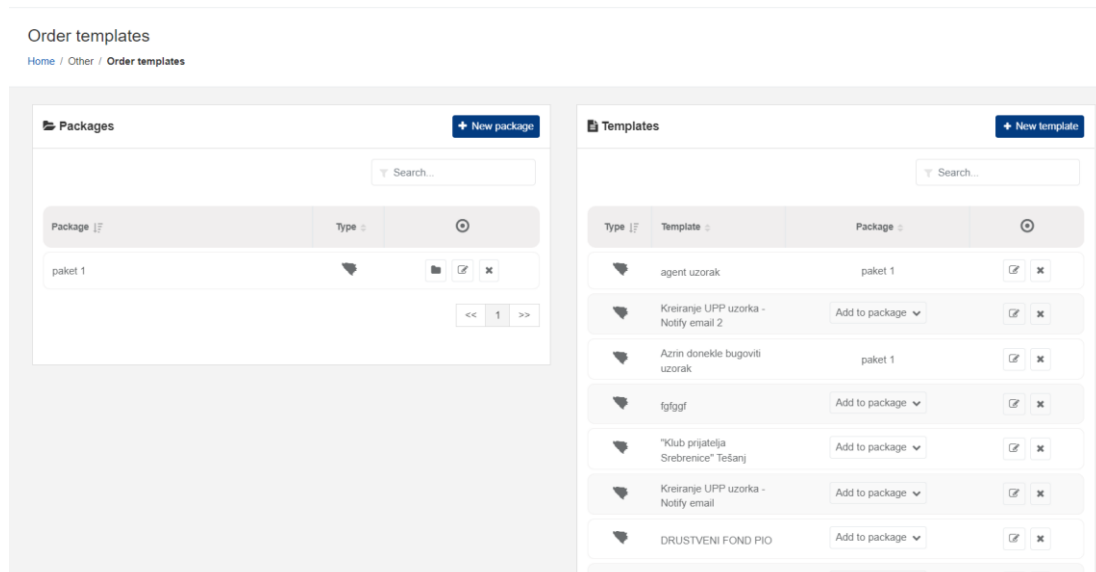 Order templates
Home / Other / Order templates
Packages
+ New package
Search...
Package
Type
paket 1
<< 1 >>
Templates
+ New template
Search...
Type Template Package
agent uzorak paket 1
Kreiranje UPP uzorka -
Notify email 2
Add to package
Azrin donekle bugoviti
uzorak
paket 1
fgfggf Add to package
"Klub prijatelja
Srebrenice" Tešanj
Add to package
Kreiranje UPP uzorka -
Notify email
Add to package
DRUSTVENI FOND PIO Add to package